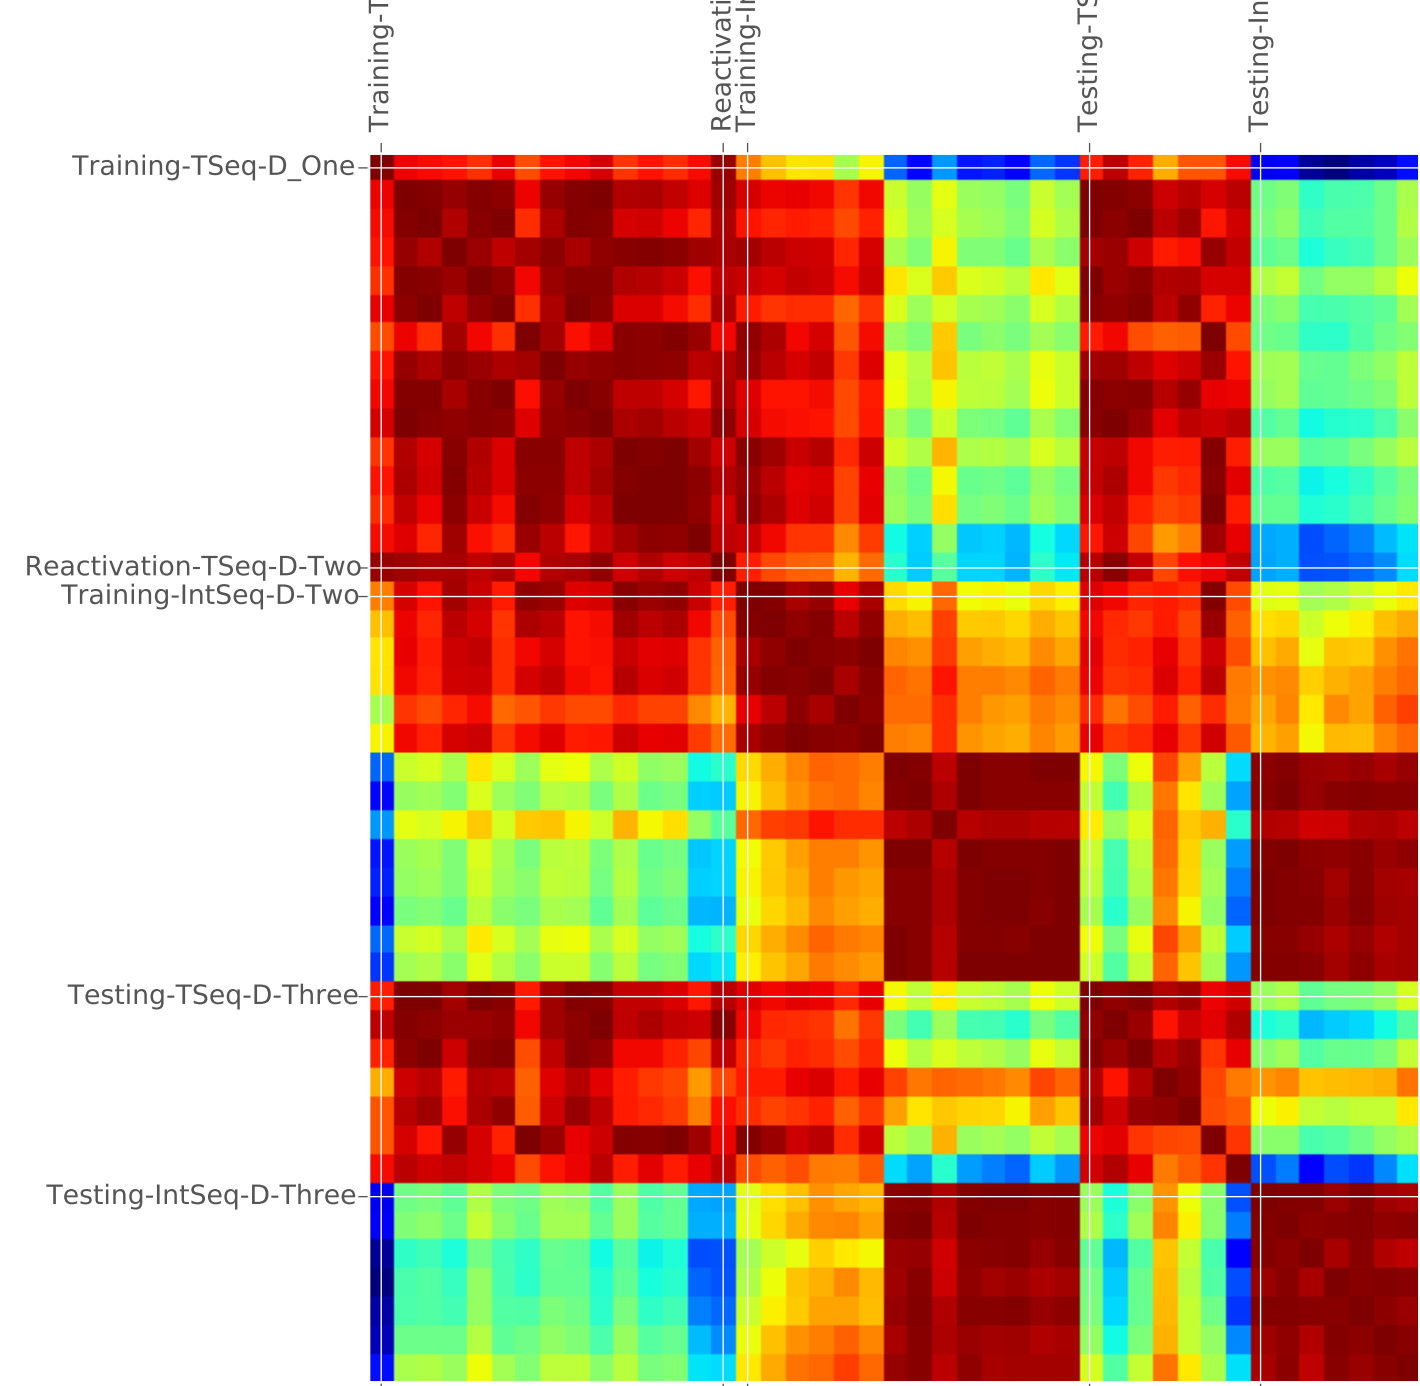 Training-T
Reactivati
Training-In
Testing-TS
Testing-In
Training-TSeq-D_One
Reactivation-TSeq-D-Two
Training-IntSeq-D-Two
Testing-TSeq-D-Three
Testing-IntSeq-D-Three